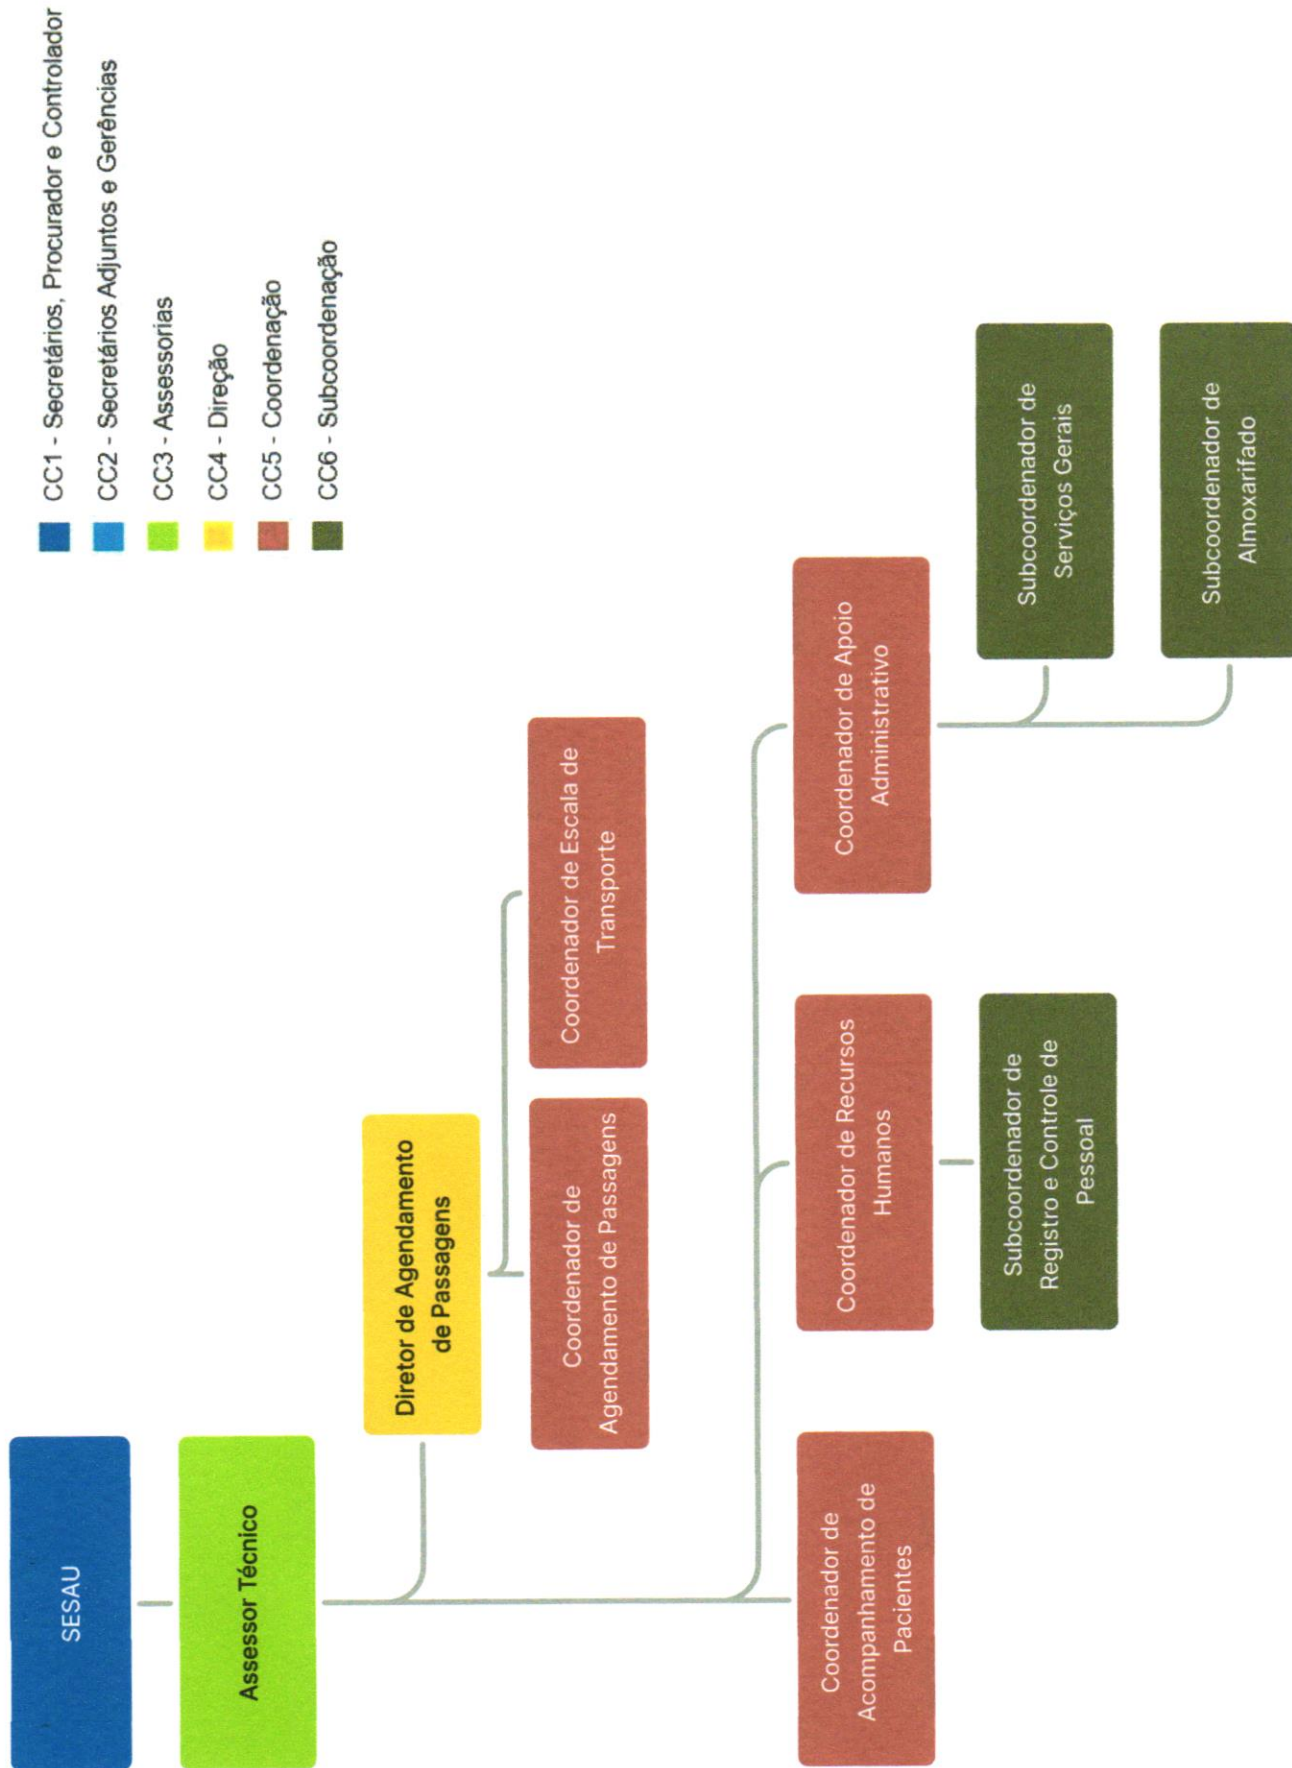 CC1 - Secretários, Procurador e Controlador
CC2 - Secretários Adjuntos e Gerências
CC3 - Assessorias
CC4 - Direção
CC5 - Coordenação
CC6 - Subcoordenação
SESAU
Assessor Técnico
Diretor de Agendamento
de Passagens
Coordenador de
Agendamento de Passagens
Coordenador de Escala de
Transporte
Coordenador de
Acompanhamento de
Pacientes
Coordenador de Recursos
Humanos
Coordenador de Apoio
Administrativo
Subcoordenador de
Registro e Controle de
Pessoal
Subcoordenador de
Serviços Gerais
Subcoordenador de
Almoxarifado